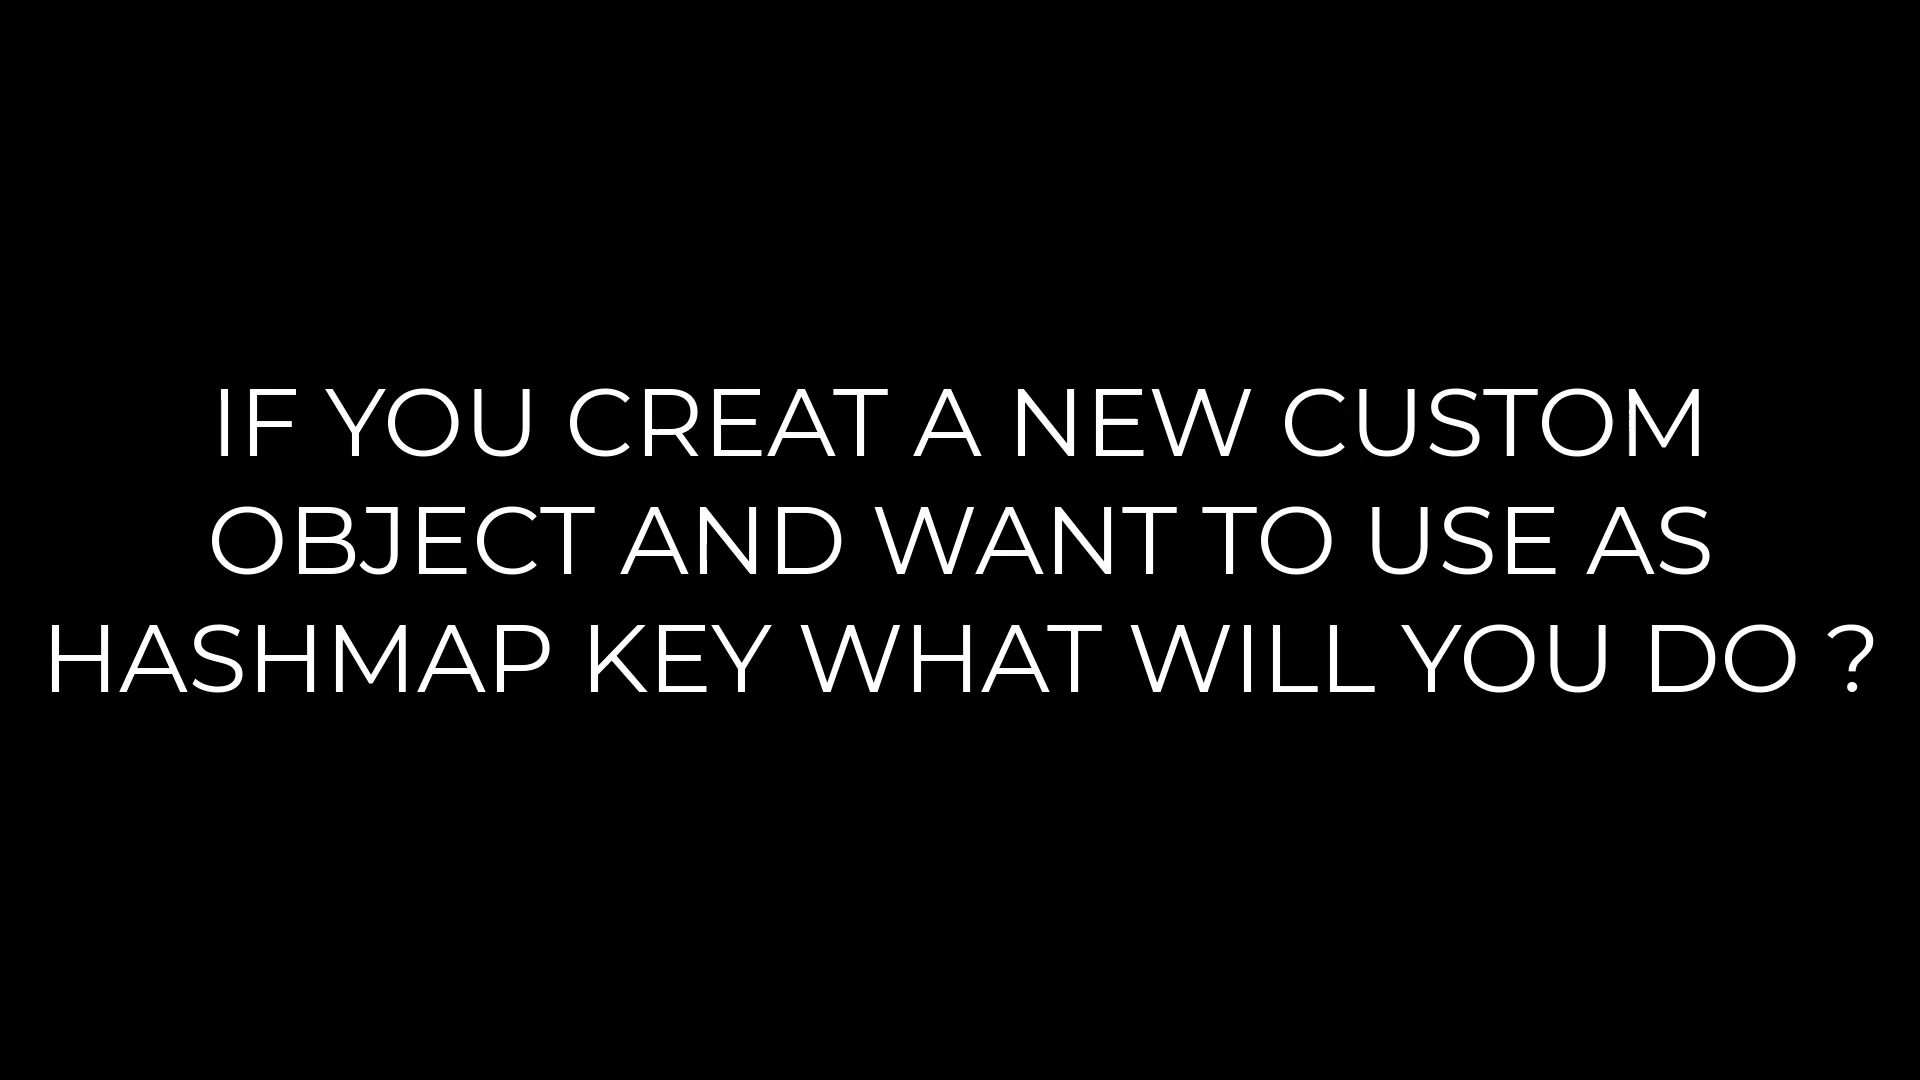 IF YOU CREAT A NEW CUSTOM
OBJECT AND WANT TO USE AS
HASHMAP KEY WHAT WILL YOU DO ?